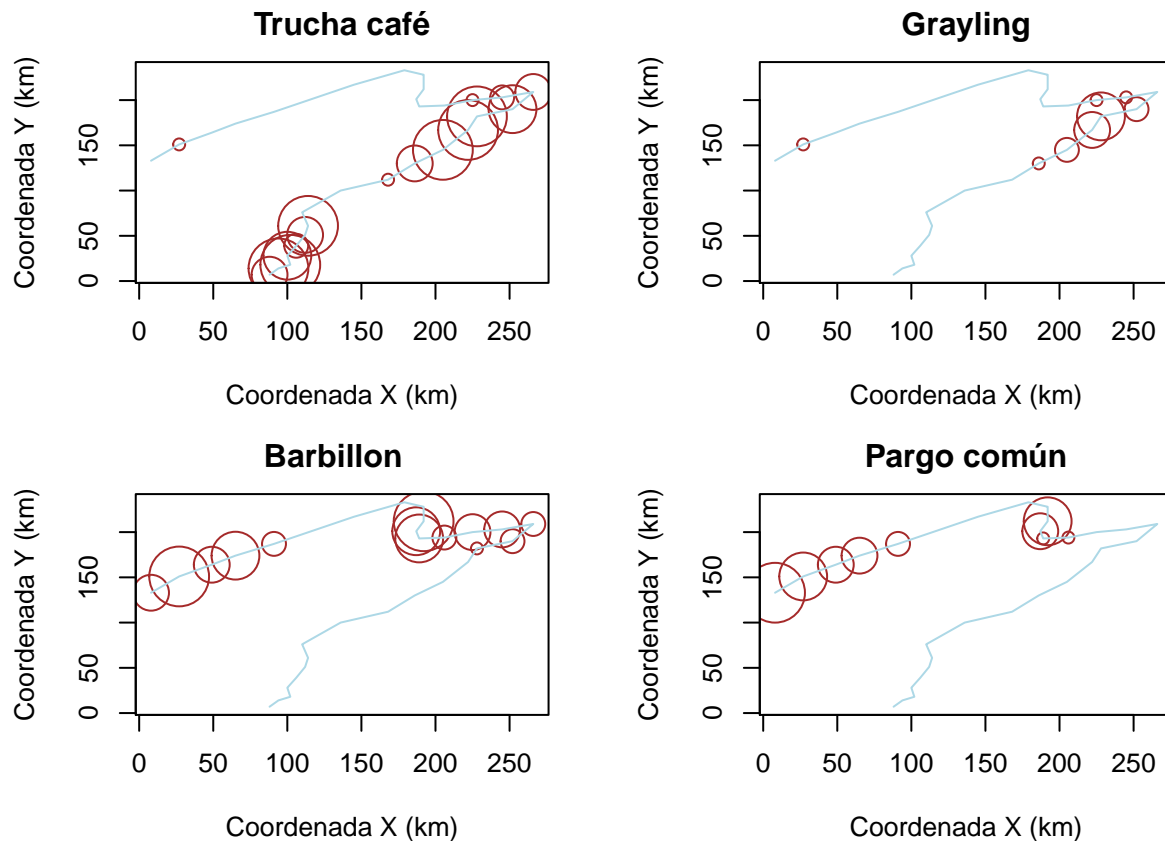 Trucha café
Coordenada Y (km)
0
50
150
0 50 100 150 200 250
Coordenada X (km)
Grayling
Coordenada Y (km)
0
50
150
0 50 100 150 200 250
Coordenada X (km)
Barbillon
Coordenada Y (km)
0
50
150
0 50 100 150 200 250
Coordenada X (km)
Pargo común
Coordenada Y (km)
0
50
150
0 50 100 150 200 250
Coordenada X (km)